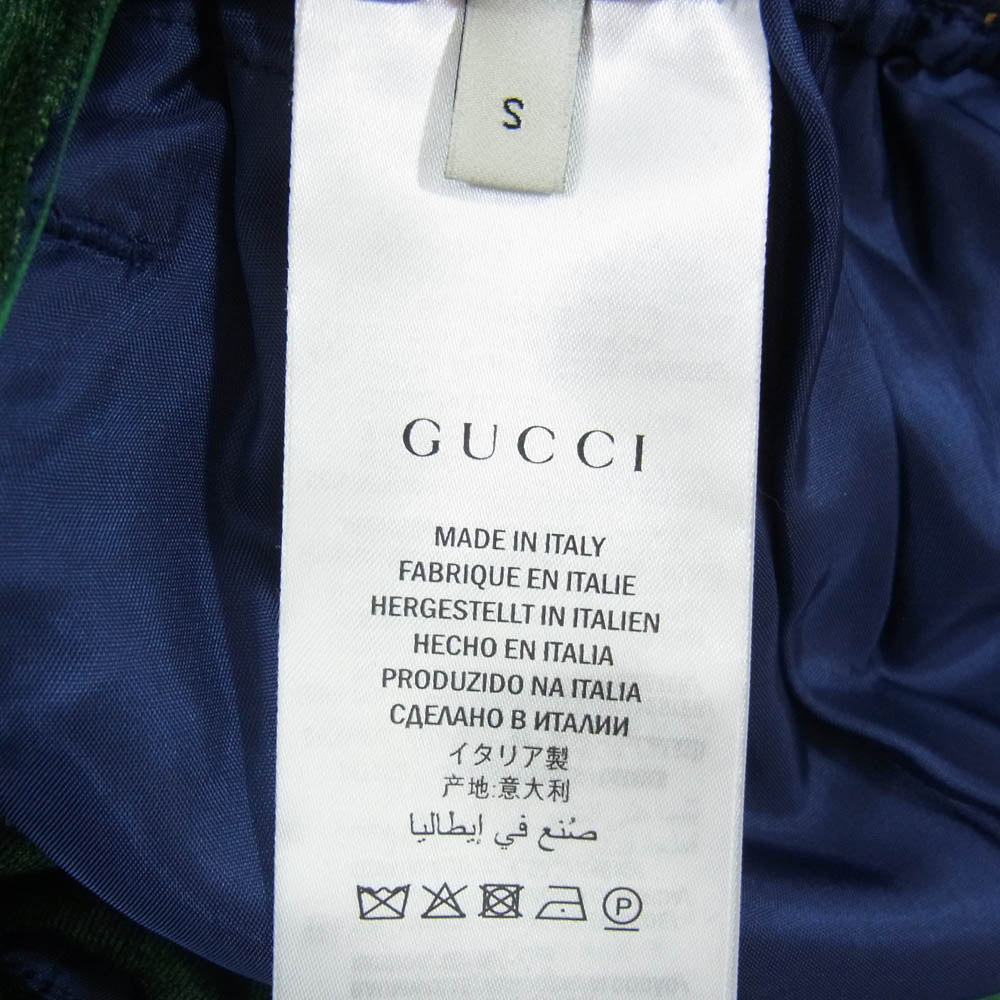 S
GUCCI
MADE IN ITALY
FABRIQUE EN ITALIE
HERGESTELLT IN ITALIEN
HECHO EN ITALIA
PRODUZIDO NA ITALIA
СДЕЛАНО В ИТАЛИИ
イタリア製
产地:意大利
صُنع في إيطاليا
P